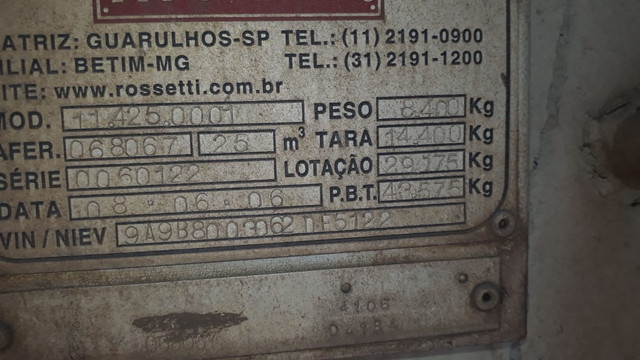 ATRIZ: GUARULHOS-SP TEL.: (11) 2191-0900
ILIAL: BETIM-MG TEL.: (31) 2191-1200
ITE: www.rossetti.com.br
MOD. 11.425.0001 PESO 8.400 Kg
AFER. 068067 25 m³ TARA 14.400 Kg
SÉRIE 0060122 LOTAÇÃO 29.175 Kg
DATA 08 06 06 P.B.T. 43.575 Kg
VIN / NIEV 9A9B8003062DF5122
4106